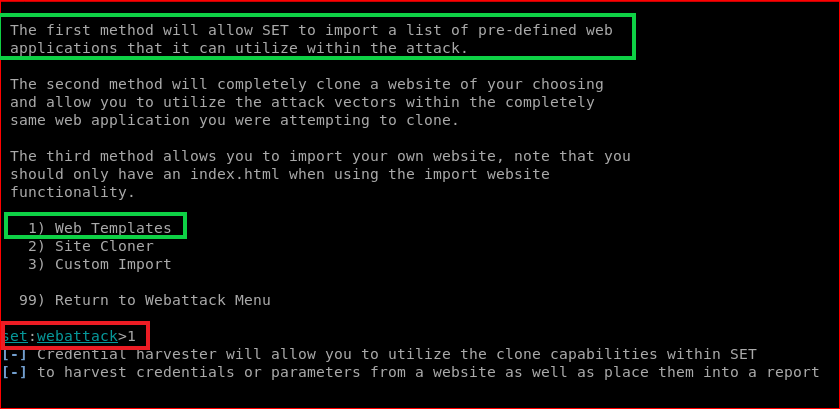 The first method will allow SET to import a list of pre-defined web
applications that it can utilize within the attack.
The second method will completely clone a website of your choosing
and allow you to utilize the attack vectors within the completely
same web application you were attempting to clone.
The third method allows you to import your own website, note that you
should only have an index.html when using the import website
functionality.
1) Web Templates
2) Site Cloner
3) Custom Import
99) Return to Webattack Menu
set:webattack>1
[-] Credential harvester will allow you to utilize the clone capabilities within SET
[-] to harvest credentials or parameters from a website as well as place them into a report